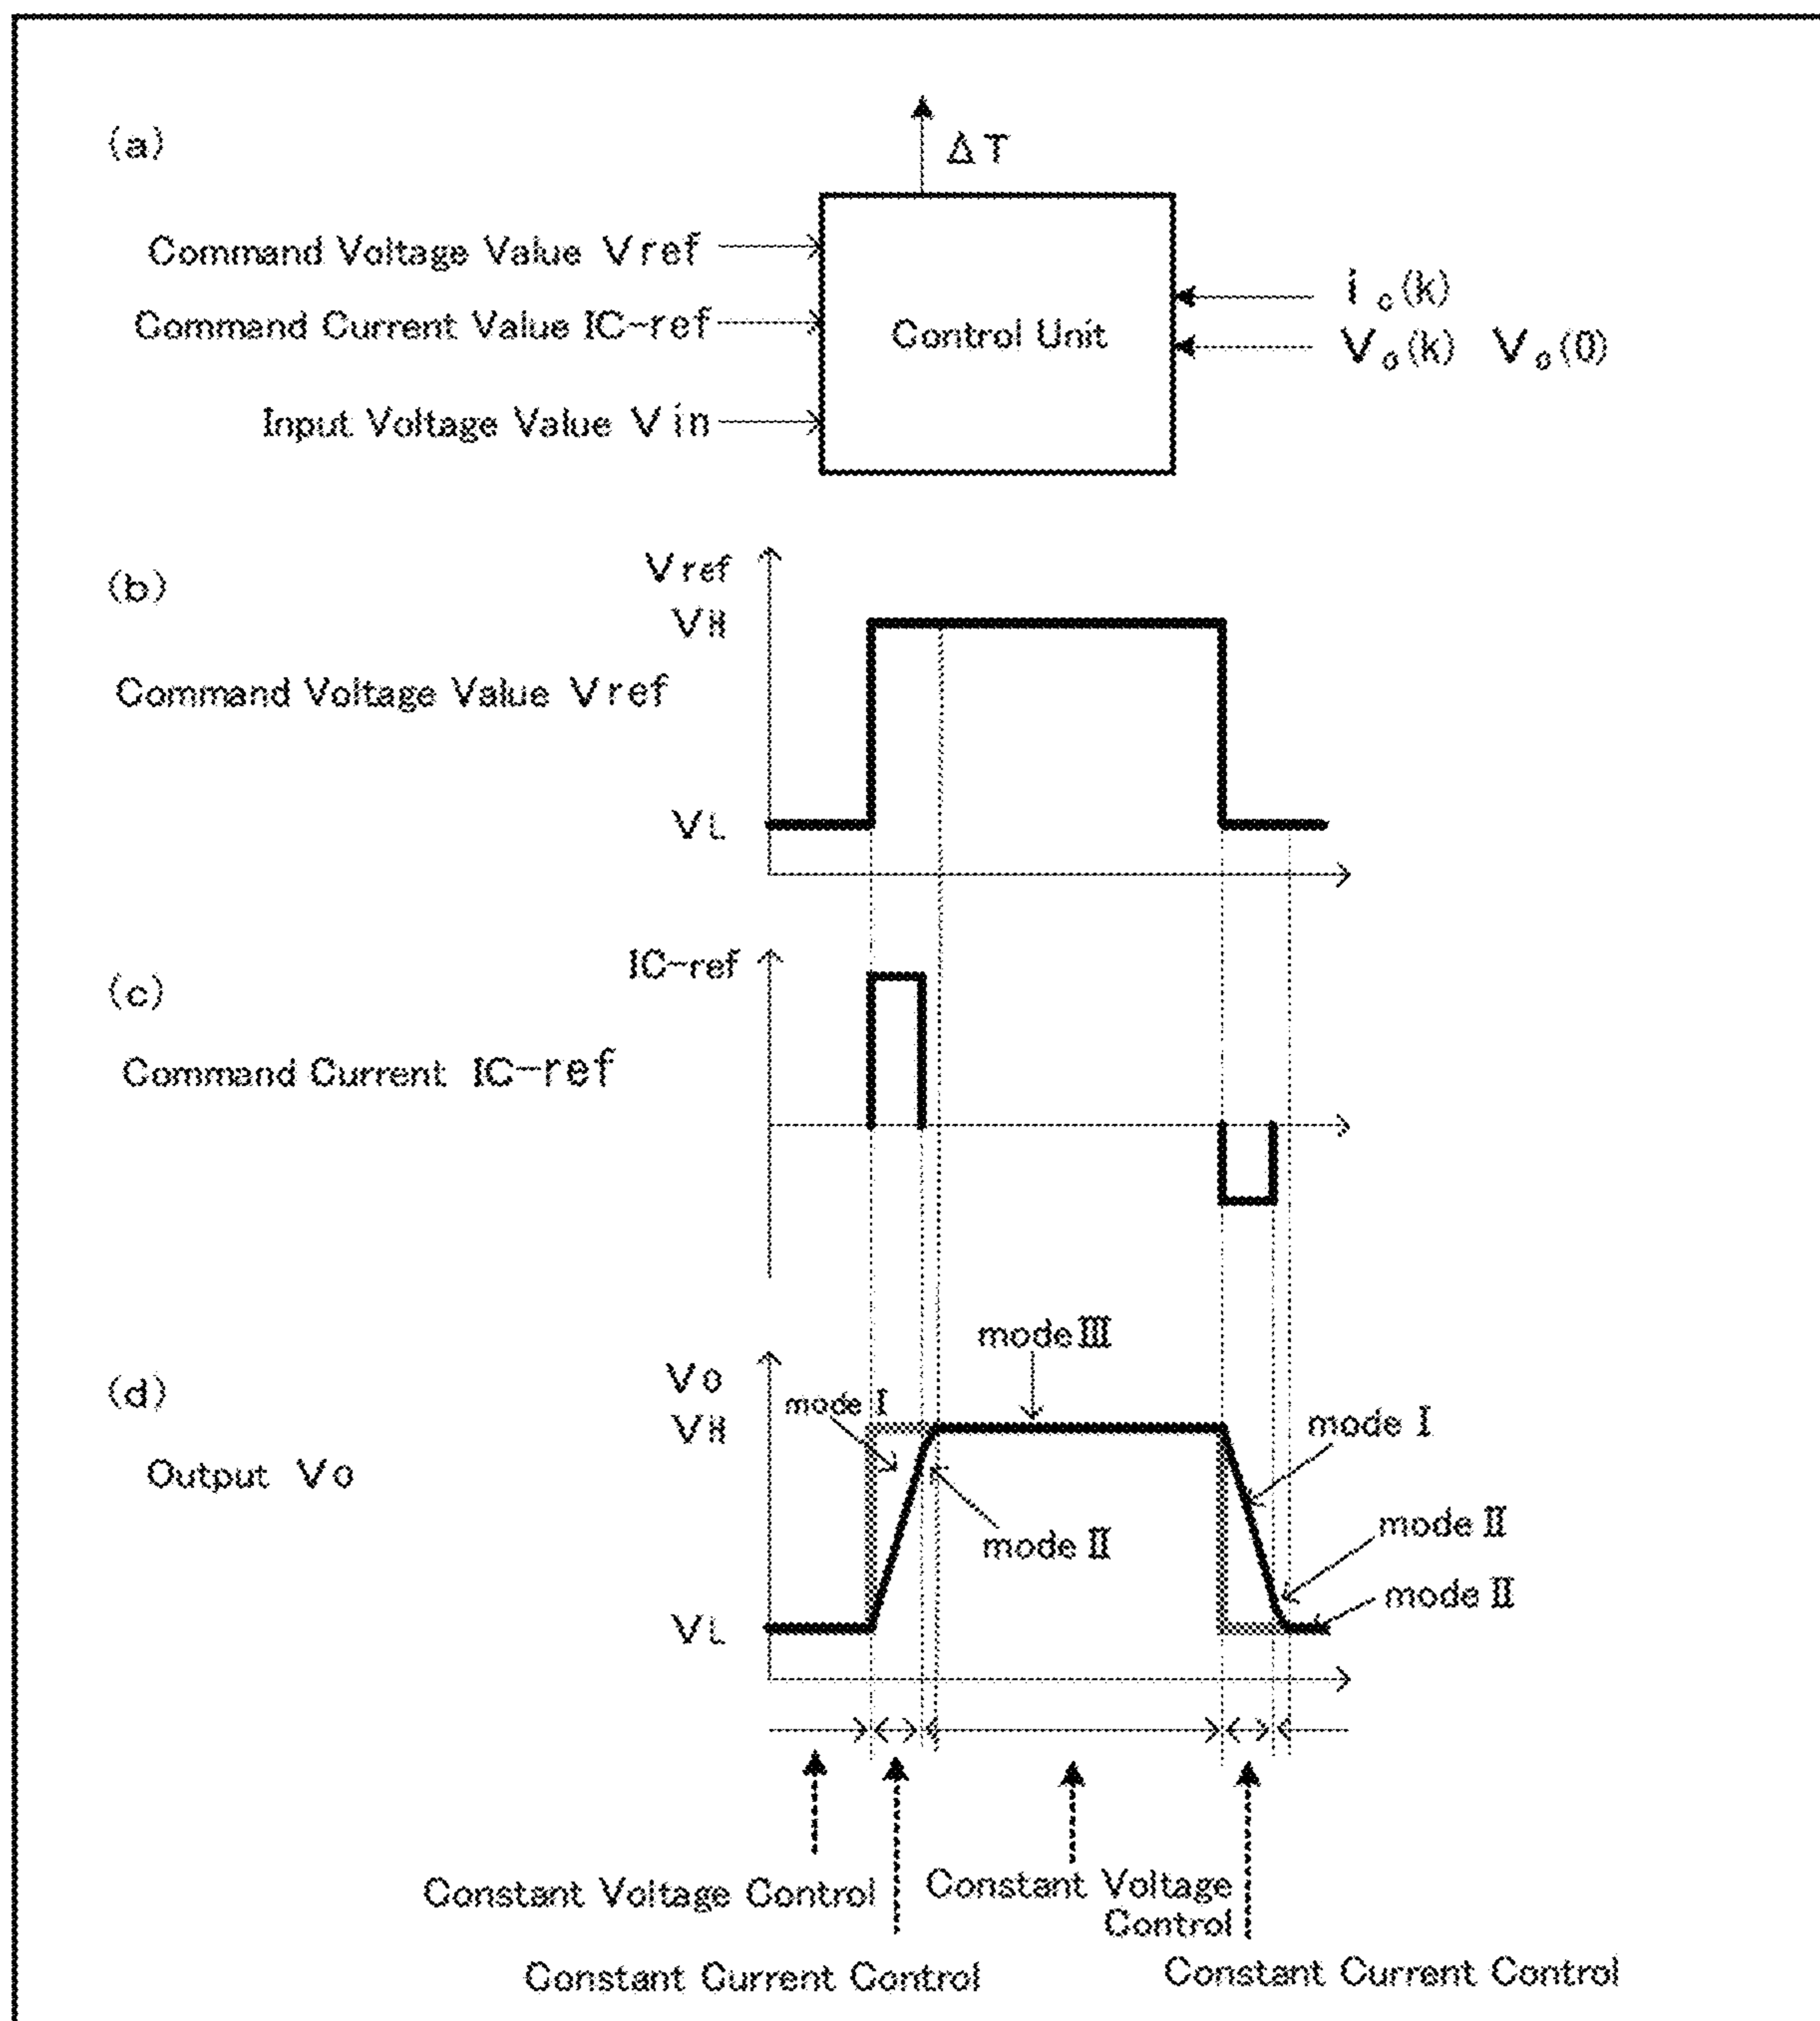 (a)
ΔT
Command Voltage Value Vref
Command Current Value IC-ref
Input Voltage Value Vin
Control Unit
i c(k)
Vo(k) Vo(0)
(b)
Vref
VH
Command Voltage Value Vref
VL
(c)
IC-ref
Command Current IC-ref
(d)
Vo
VH
Output Vo
VL
mode I
mode III
mode II
mode I
mode II
mode II
Constant Voltage Control
Constant Current Control
Constant Voltage
Control
Constant Current Control